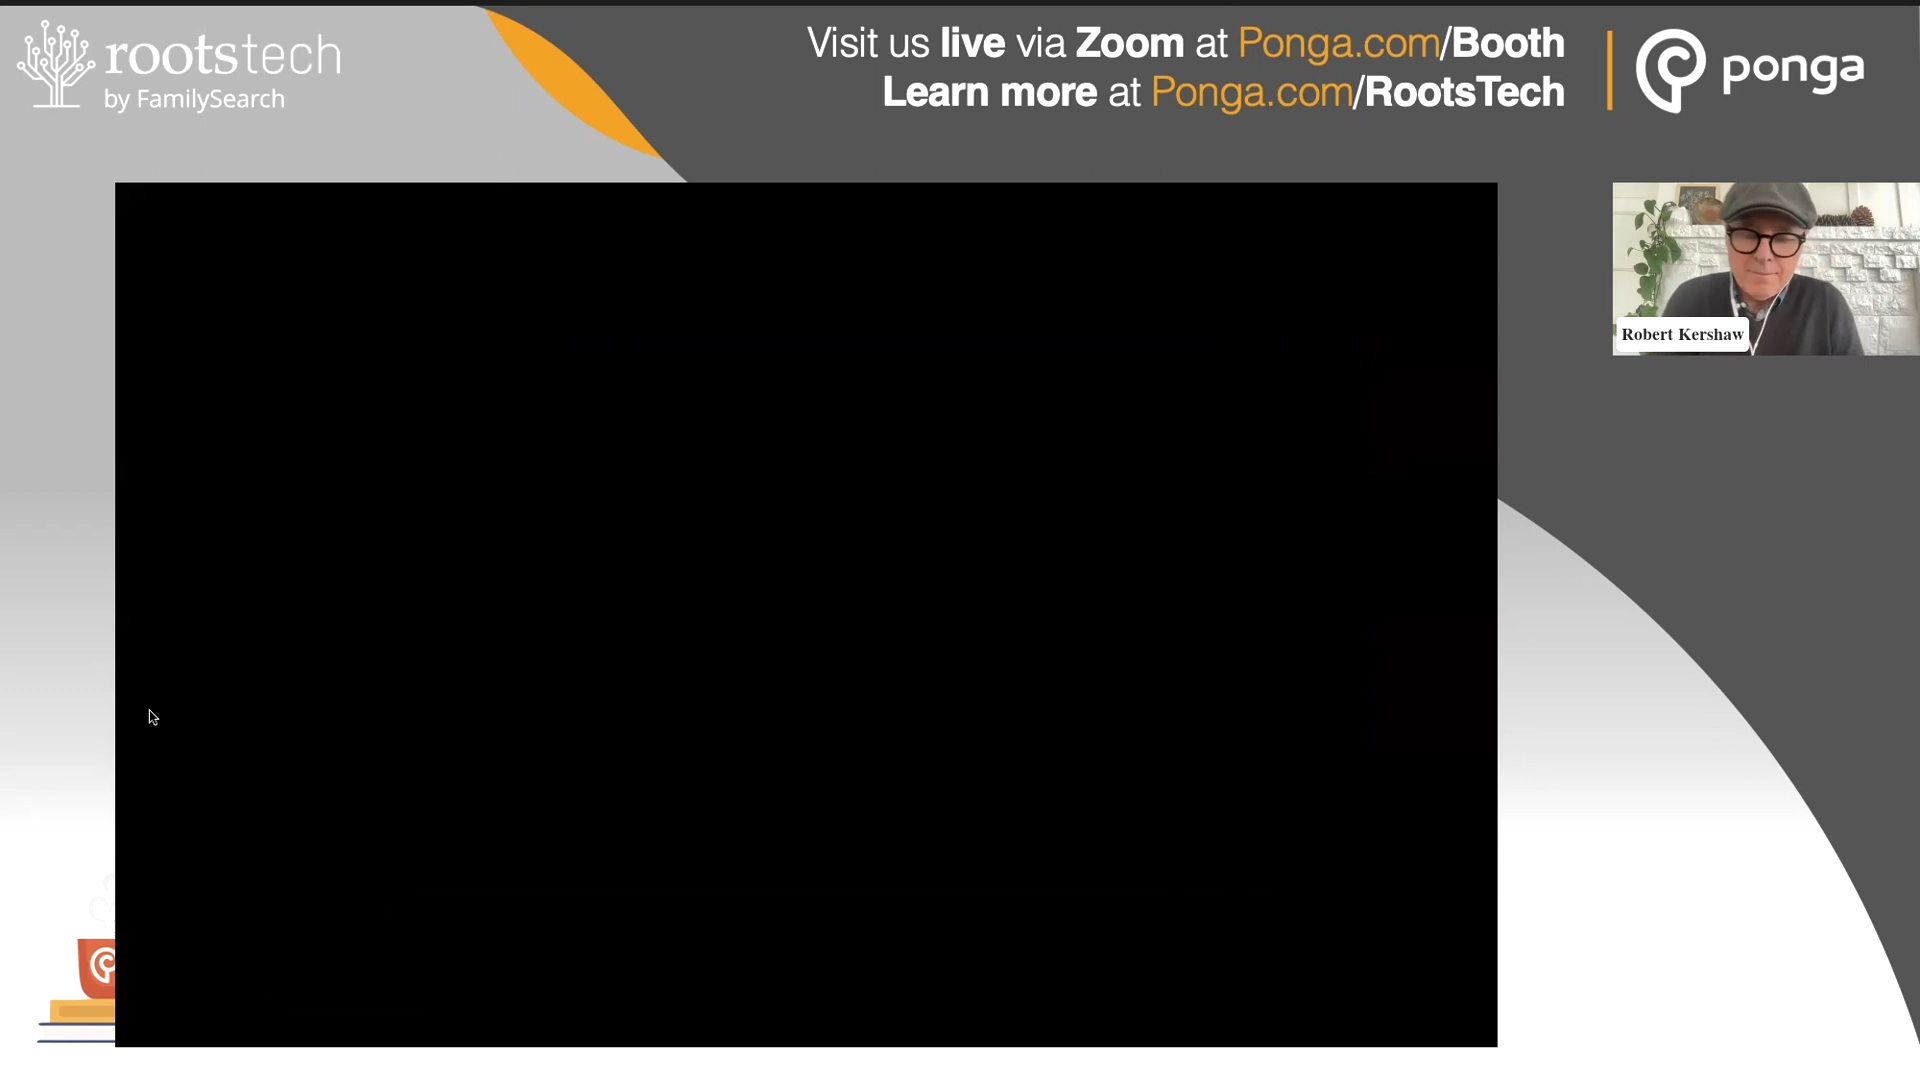 rootstech
by FamilySearch
Visit us live via Zoom at Ponga.com/Booth
Learn more at Ponga.com/RootsTech
ponga
Robert Kershaw